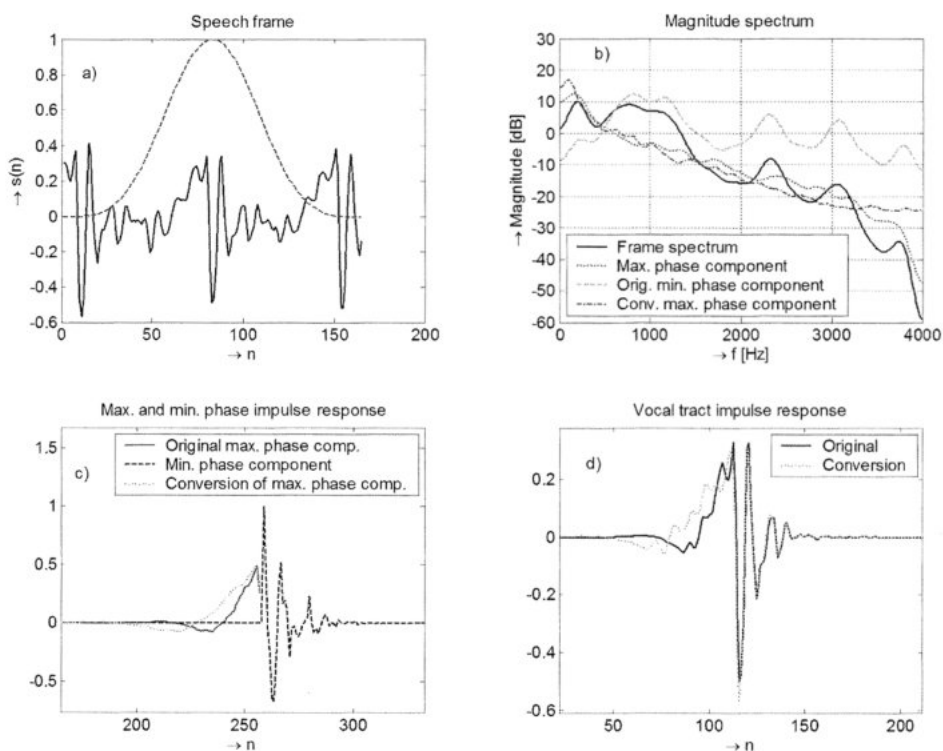 Speech frame
1
0.8
0.6
0.4
0.2
0
-0.2
-0.4
-0.6
0 50 100 150 200
→ s(n)
→ n
a)
Magnitude spectrum
30
20
10
0
-10
-20
-30
-40
-50
-60
0 1000 2000 3000 4000
→ Magnitude [dB]
→ f [Hz]
b)
Frame spectrum
Max. phase component
Orig. min. phase component
Conv. max. phase component
Max. and min. phase impulse response
1.5
1
0.5
0
-0.5
200 250 300
→ n
c)
Original max. phase comp.
Min. phase component
Conversion of max. phase comp.
Vocal tract impulse response
0.2
0
-0.2
-0.4
-0.6
50 100 150 200
→ n
d)
Original
Conversion